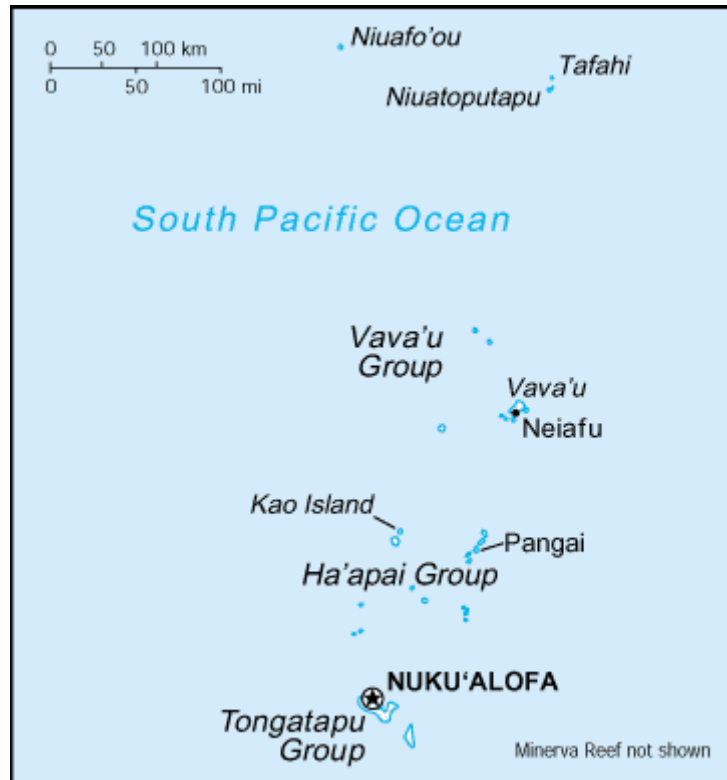 0 50 100 km
0 50 100 mi
Niuafo'ou
Tafahi
Niuatoputapu
South Pacific Ocean
Vava'u
Group
Vava'u
Neiafu
Kao Island
Pangai
Ha'apai Group
NUKU‘ALOFA
Tongatapu
Group
Minerva Reef not shown